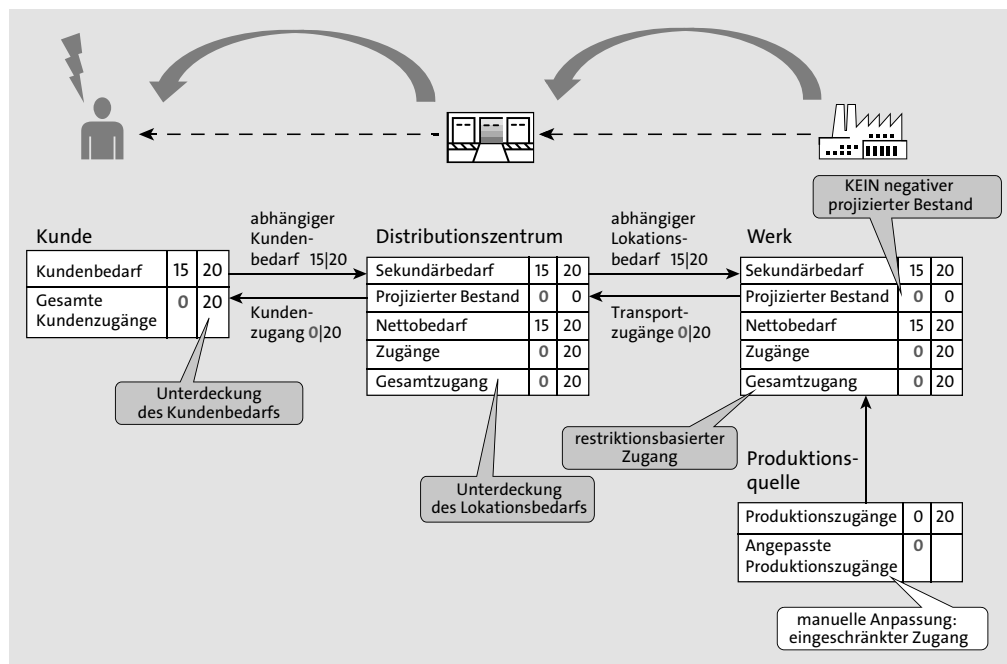 KEIN negativer
projizierter Bestand
Kunde
Kundenbedarf 15 20
Gesamte
Kundenzugänge 0 20
Unterdeckung
des Kundenbedarfs
abhängiger
Kunden-
bedarf 15|20
Kunden-
zugang 0|20
Distributionszentrum
Sekundärbedarf 15 20
Projizierter Bestand 0 0
Nettobedarf 15 20
Zugänge 0 20
Gesamtzugang 0 20
Unterdeckung
des Lokationsbedarfs
abhängiger
Lokations-
bedarf 15|20
Transport-
zugänge 0|20
Werk
Sekundärbedarf 15 20
Projizierter Bestand 0 0
Nettobedarf 15 20
Zugänge 0 20
Gesamtzugang 0 20
restriktionsbasierter
Zugang
Produktions-
quelle
Produktionszugänge 0 20
Angepasste
Produktionszugänge 0
manuelle Anpassung:
eingeschränkter Zugang